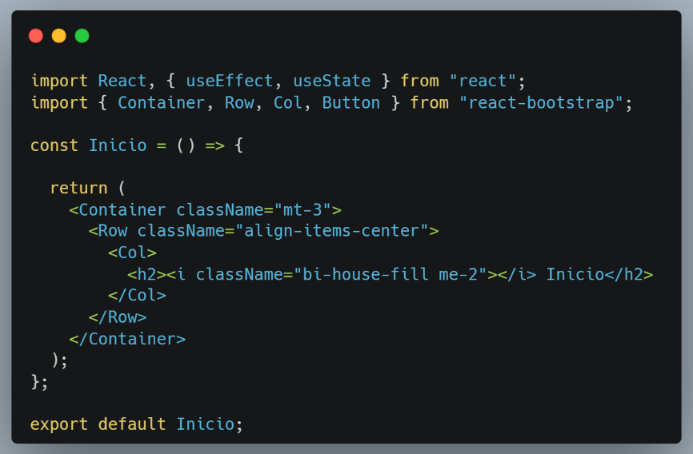 import React, { useEffect, useState } from "react";
import { Container, Row, Col, Button } from "react-bootstrap";

const Inicio = () => {

  return (
    <Container className="mt-3">
      <Row className="align-items-center">
        <Col>
          <h2><i className="bi-house-fill me-2"></i> Inicio</h2>
        </Col>
      </Row>
    </Container>
  );
};

export default Inicio;